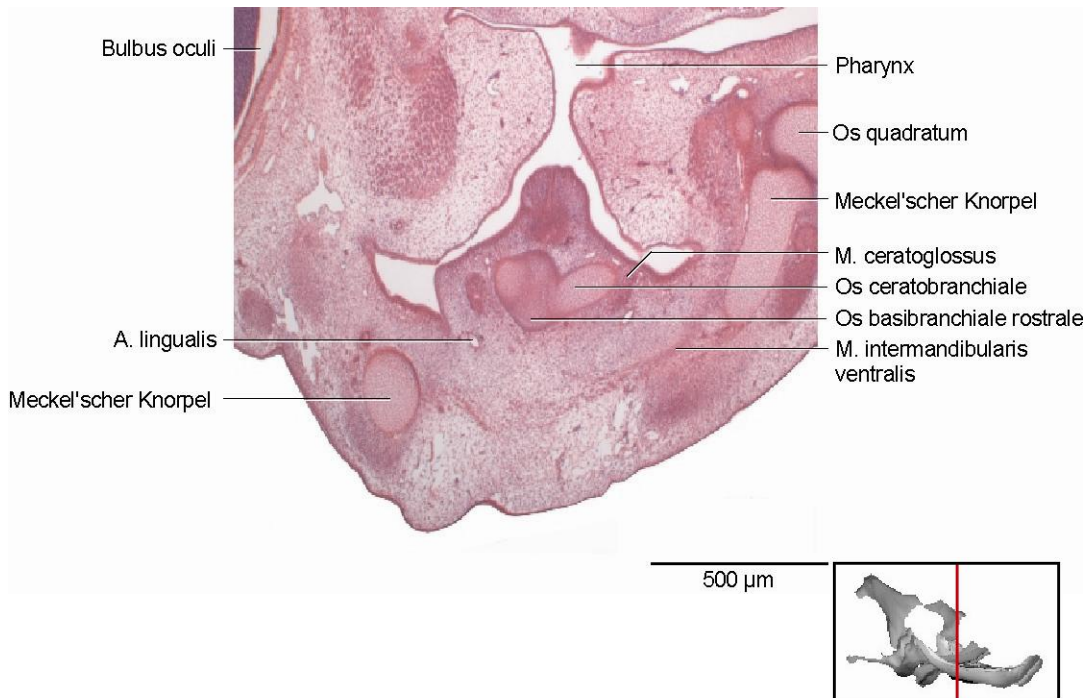 Bulbus oculi
Pharynx
Os quadratum
Meckel'scher Knorpel
M. ceratoglossus
Os ceratobranchiale
Os basibranchiale rostrale
A. lingualis
M. intermandibularis
ventralis
Meckel'scher Knorpel
500 µm